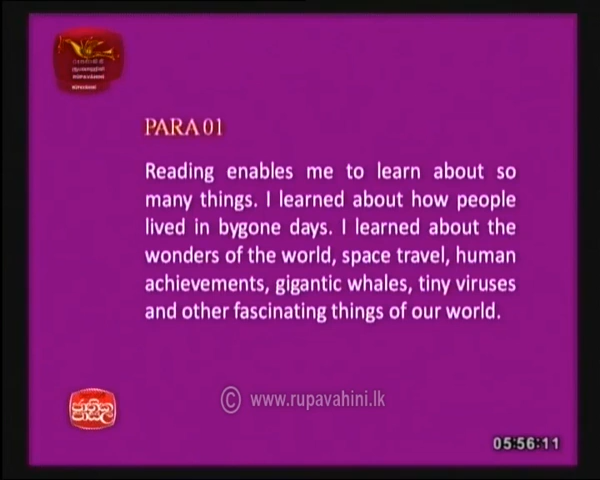 RUPAVAHINI
PARA 01
Reading enables me to learn about so
many things. I learned about how people
lived in bygone days. I learned about the
wonders of the world, space travel, human
achievements, gigantic whales, tiny viruses
and other fascinating things of our world.
© www.rupavahini.lk
05:56:11